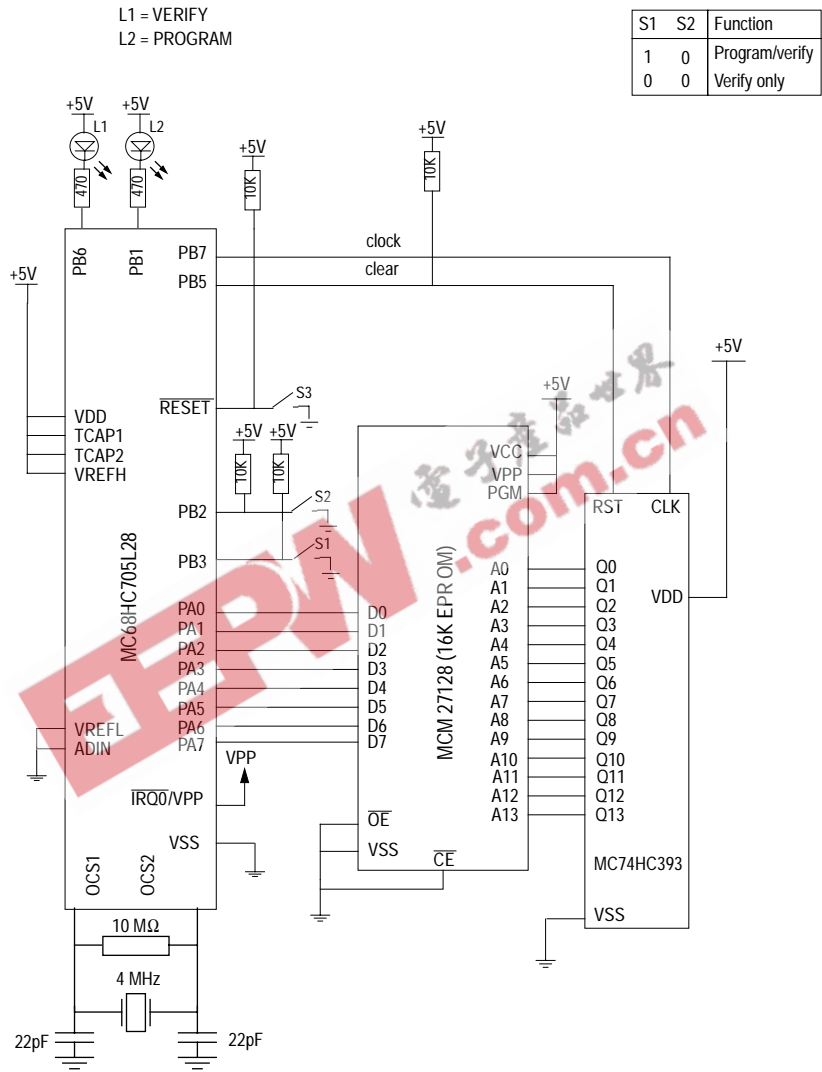 L1 = VERIFY
L2 = PROGRAM
S1 S2 Function
1 0 Program/verify
0 0 Verify only
+5V +5V
L1 L2
470 470
+5V
10K
+5V
10K
PB6 PB1
PB7
PB5
clock
clear
+5V
VDD
TCAP1
TCAP2
VREFH
RESET
S3
+5V +5V
10K 10K
PB2
S2
PB3
S1
MC68HC705L28
PA0
PA1
PA2
PA3
PA4
PA5
PA6
PA7
VREFL
ADIN
VPP
IRQ0/VPP
VSS
OCS1 OCS2
10 MΩ
4 MHz
22pF 22pF
+5V
VCC
VPP
PGM
MCM 27128 (16K EPROM)
D0
D1
D2
D3
D4
D5
D6
D7
A0
A1
A2
A3
A4
A5
A6
A7
A8
A9
A10
A11
A12
A13
OE
VSS
CE
+5V
RST CLK
VDD
Q0
Q1
Q2
Q3
Q4
Q5
Q6
Q7
Q8
Q9
Q10
Q11
Q12
Q13
MC74HC393
VSS
EEPW
電子產品世界
.com.cn